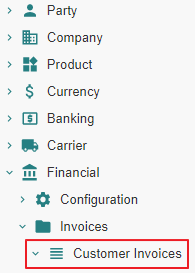 Party
Company
Product
Currency
Banking
Carrier
Financial
Configuration
Invoices
Customer Invoices